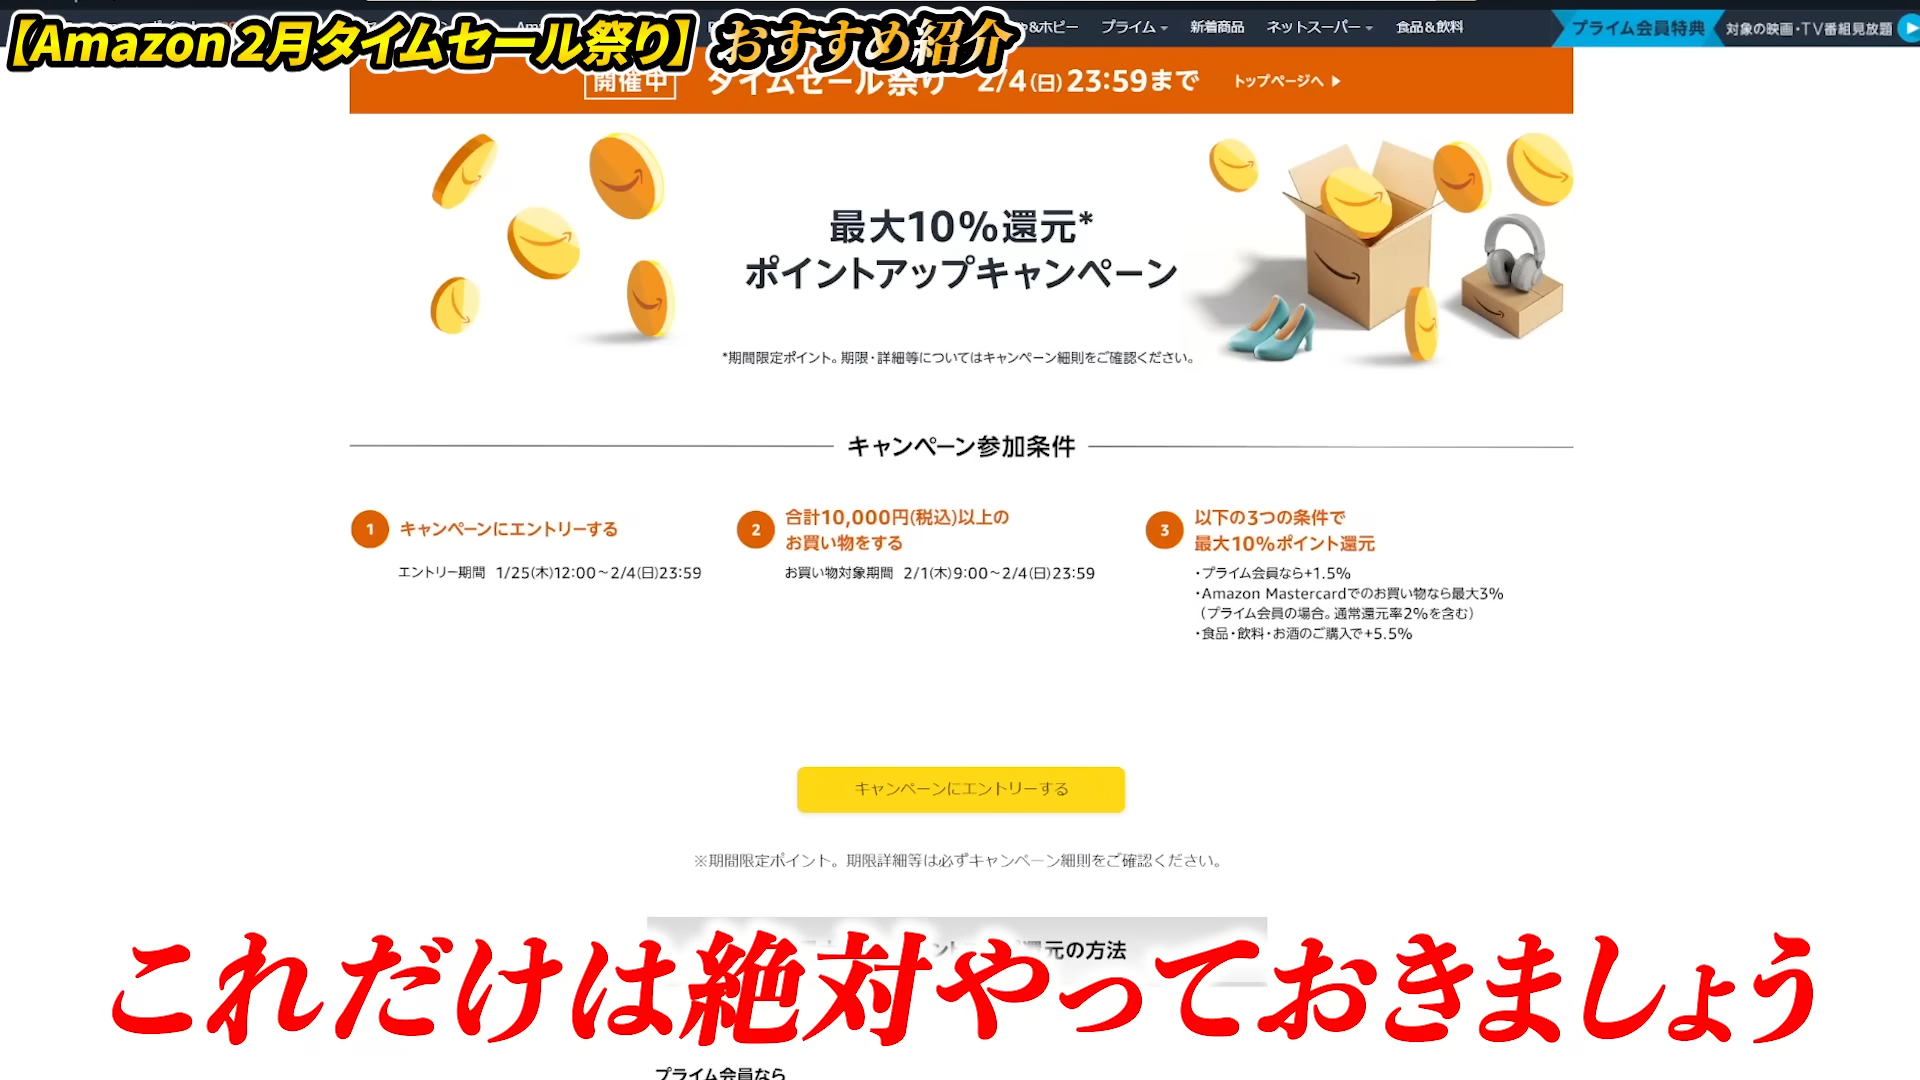 【Amazon 2月タイムセール祭り】おすすめ紹介
&ホビー プライム 新着商品 ネットスーパー 食品&飲料
プライム会員特典 対象の映画・TV番組見放題
開催中 タイムセール祭り 2/4(日)23:59まで トップページへ
最大10%還元*
ポイントアップキャンペーン
*期間限定ポイント。期限・詳細等についてはキャンペーン細則をご確認ください。
キャンペーン参加条件
1 キャンペーンにエントリーする
エントリー期間 1/25(木)12:00～2/4(日)23:59
2 合計10,000円(税込)以上の
お買い物をする
お買い物対象期間 2/1(木)9:00～2/4(日)23:59
3 以下の3つの条件で
最大10%ポイント還元
・プライム会員なら+1.5%
・Amazon Mastercardでのお買い物なら最大3%
(プライム会員の場合。通常還元率2%を含む)
・食品・飲料・お酒のご購入で+5.5%
キャンペーンにエントリーする
※期間限定ポイント。期限詳細等は必ずキャンペーン細則をご確認ください。
元の方法
これだけは絶対やっておきましょう
プライム会員なら